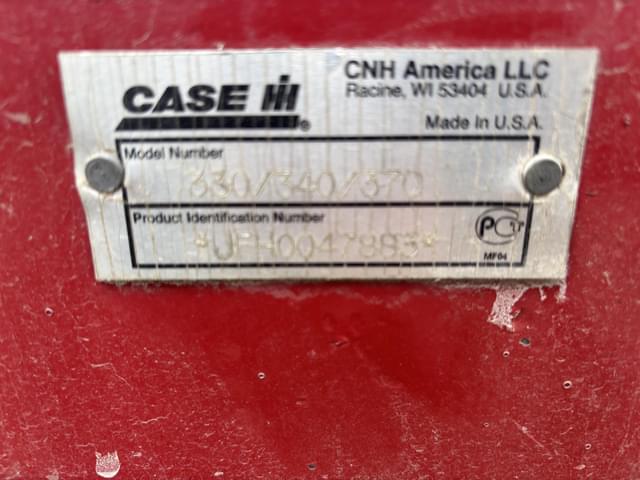 CASE IH
®
CNH America LLC
Racine, WI 53404 U.S.A.
Made In U.S.A.
Model Number
330/340/370
Product Identification Number
MF04